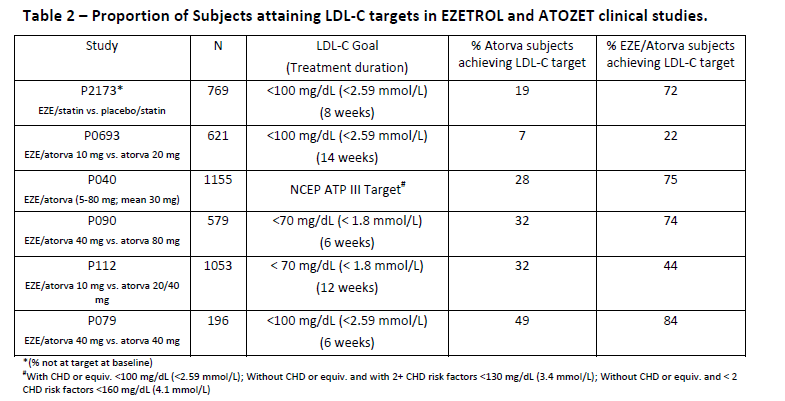 Table 2 – Proportion of Subjects attaining LDL-C targets in EZETROL and ATOZET clinical studies.
Study N LDL-C Goal % Atorva subjects % EZE/Atorva subjects
(Treatment duration) achieving LDL-C target achieving LDL-C target
P2173* 769 <100 mg/dL (<2.59 mmol/L) 19 72
EZE/statin vs. placebo/statin (8 weeks)
P0693 621 <100 mg/dL (<2.59 mmol/L) 7 22
EZE/atorva 10 mg vs. atorva 20 mg (14 weeks)
P040 1155 NCEP ATP III Target# 28 75
EZE/atorva (5-80 mg; mean 30 mg)
P090 579 <70 mg/dL (< 1.8 mmol/L) 32 74
EZE/atorva 40 mg vs. atorva 80 mg (6 weeks)
P112 1053 < 70 mg/dL (< 1.8 mmol/L) 32 44
EZE/atorva 10 mg vs. atorva 20/40 (12 weeks)
mg
P079 196 <100 mg/dL (<2.59 mmol/L) 49 84
EZE/atorva 40 mg vs. atorva 40 mg (6 weeks)
*(% not at target at baseline)
#With CHD or equiv. <100 mg/dL (<2.59 mmol/L); Without CHD or equiv. and with 2+ CHD risk factors <130 mg/dL (3.4 mmol/L); Without CHD or equiv. and < 2
CHD risk factors <160 mg/dL (4.1 mmol/L)